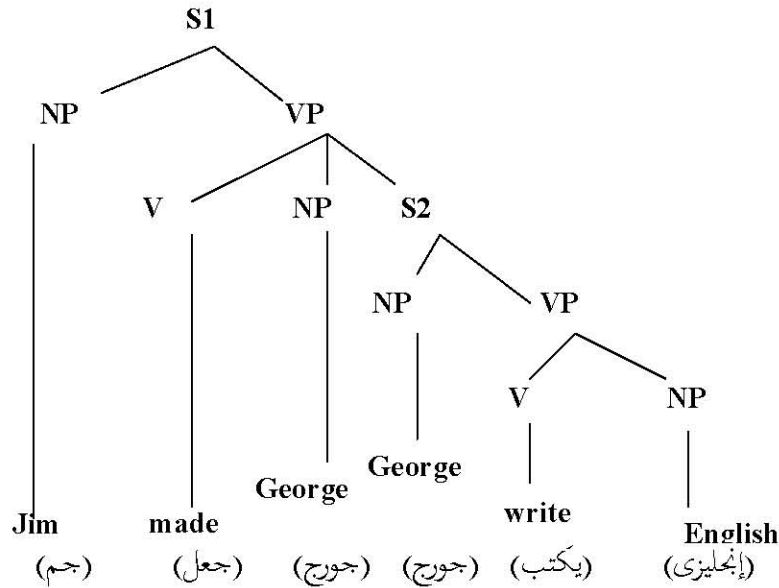 S1
NP VP
V NP S2
NP VP
V NP
George George
Jim made write English
(جم) (جعل) (جورج) (جورج) (يكتب) (إنجليزى)